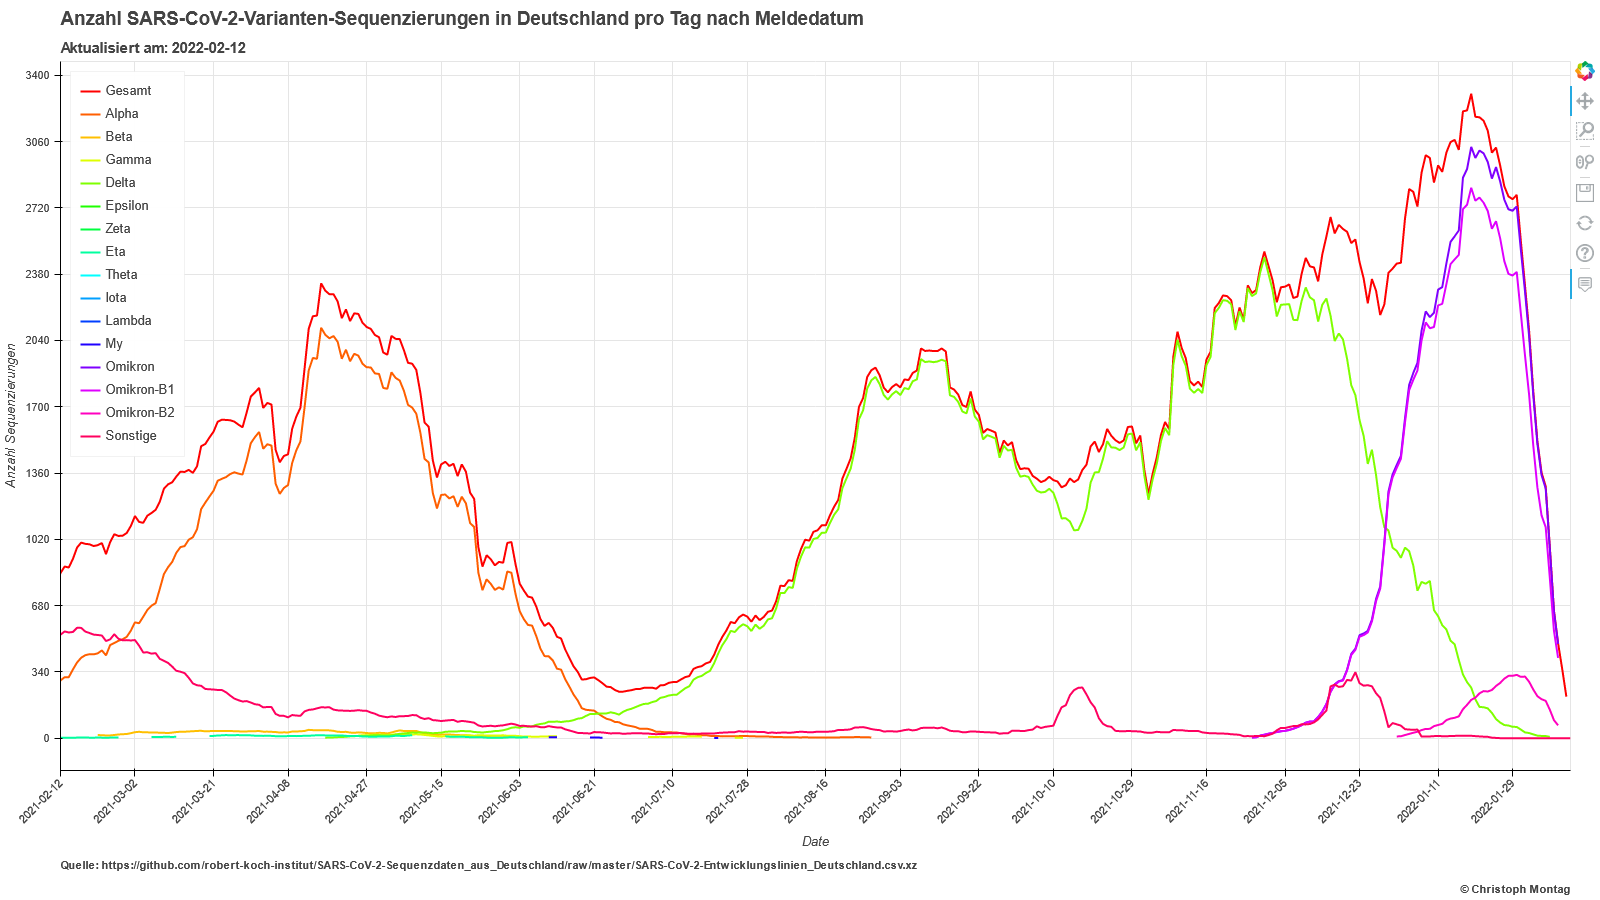 Anzahl SARS-CoV-2-Varianten-Sequenzierungen in Deutschland pro Tag nach Meldedatum
Aktualisiert am: 2022-02-12
3400
3060
2720
2380
2040
1700
1360
1020
680
340
0
Anzahl Sequenzierungen
Gesamt
Alpha
Beta
Gamma
Delta
Epsilon
Zeta
Eta
Theta
Iota
Lambda
My
Omikron
Omikron-B1
Omikron-B2
Sonstige
2021-02-12
2021-03-02
2021-03-21
2021-04-08
2021-04-27
2021-05-15
2021-06-03
2021-06-21
2021-07-10
2021-07-28
2021-08-16
2021-09-03
2021-09-22
2021-10-10
2021-10-29
2021-11-16
2021-12-05
2021-12-23
2022-01-11
2022-01-29
Date
Quelle: https://github.com/robert-koch-institut/SARS-CoV-2-Sequenzdaten_aus_Deutschland/raw/master/SARS-CoV-2-Entwicklungslinien_Deutschland.csv.xz
© Christoph Montag